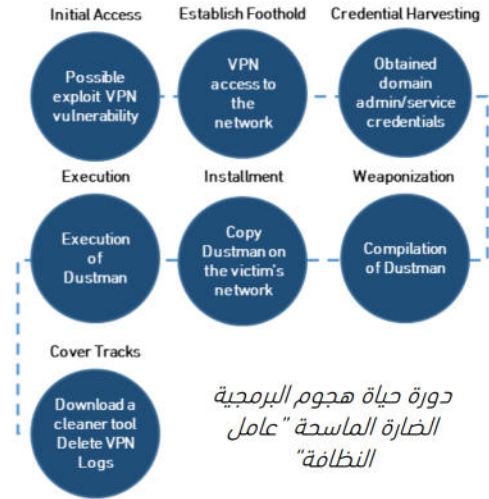 Initial Access
Possible
exploit VPN
vulnerability
Establish Foothold
VPN
access to
the
network
Credential Harvesting
Obtained
domain
admin/service
credentials
Weaponization
Compilation
of Dustman
Installment
Copy
Dustman on
the victim's
network
Execution
Execution
of
Dustman
Cover Tracks
Download a
cleaner tool
Delete VPN
Logs
دورة حياة هجوم البرمجية
الضارة الماسحة "عامل
النظافة"